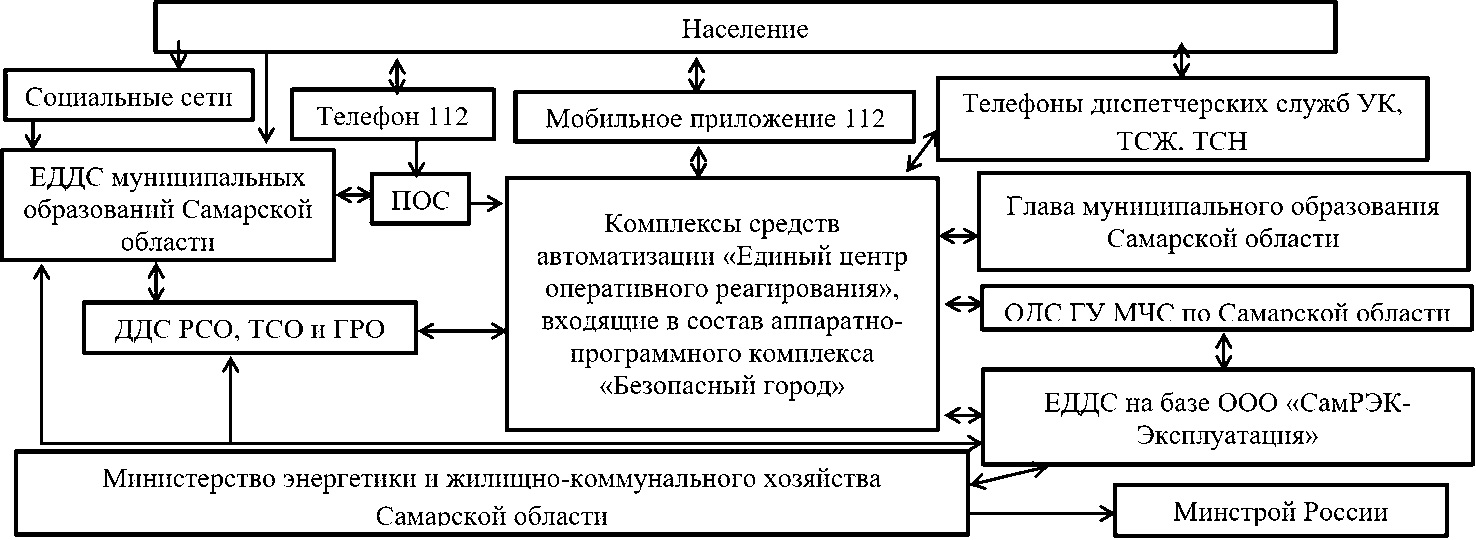 Население
Социальные сети
Телефон 112
Мобильное приложение 112
Телефоны диспетчерских служб УК,
ТСЖ. ТСН
ЕДДС муниципальных
образований Самарской
области
ПОС
Комплексы средств
автоматизации «Единый центр
оперативного реагирования»,
входящие в состав аппаратно-
программного комплекса
«Безопасный город»
Глава муниципального образования
Самарской области
ДДС РСО, ТСО и ГРО
ОДС ГУ МЧС по Самарской области
ЕДДС на базе ООО «СамРЭК-
Эксплуатация»
Министерство энергетики и жилищно-коммунального хозяйства
Самарской области
Минстрой России